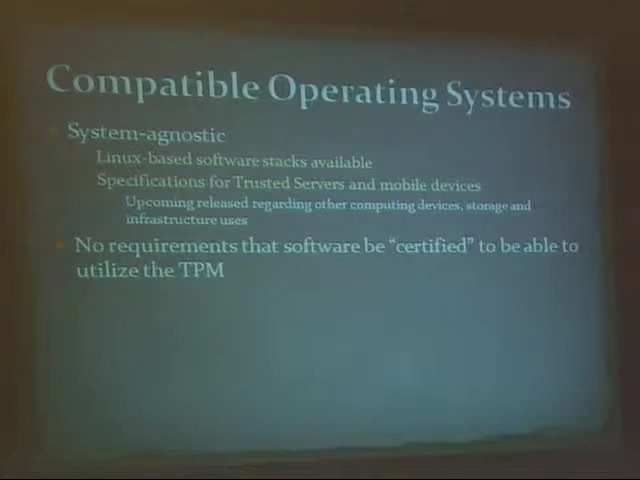 Compatible Operating Systems
System-agnostic
Linux-based software stacks available
Specifications for Trusted Servers and mobile devices
Upcoming released regarding other computing devices, storage and
infrastructure uses
No requirements that software be "certified" to be able to
utilize the TPM